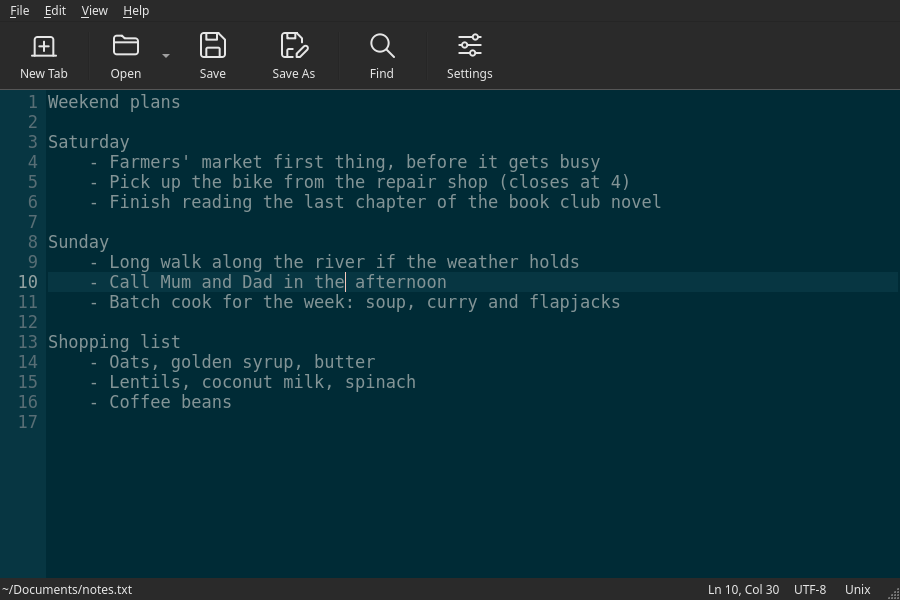 File Edit View Help
New Tab Open Save Save As Find Settings
1 Weekend plans
2
3 Saturday
4     - Farmers' market first thing, before it gets busy
5     - Pick up the bike from the repair shop (closes at 4)
6     - Finish reading the last chapter of the book club novel
7
8 Sunday
9     - Long walk along the river if the weather holds
10     - Call Mum and Dad in the afternoon
11     - Batch cook for the week: soup, curry and flapjacks
12
13 Shopping list
14     - Oats, golden syrup, butter
15     - Lentils, coconut milk, spinach
16     - Coffee beans
17
~/Documents/notes.txt Ln 10, Col 30 UTF-8 Unix